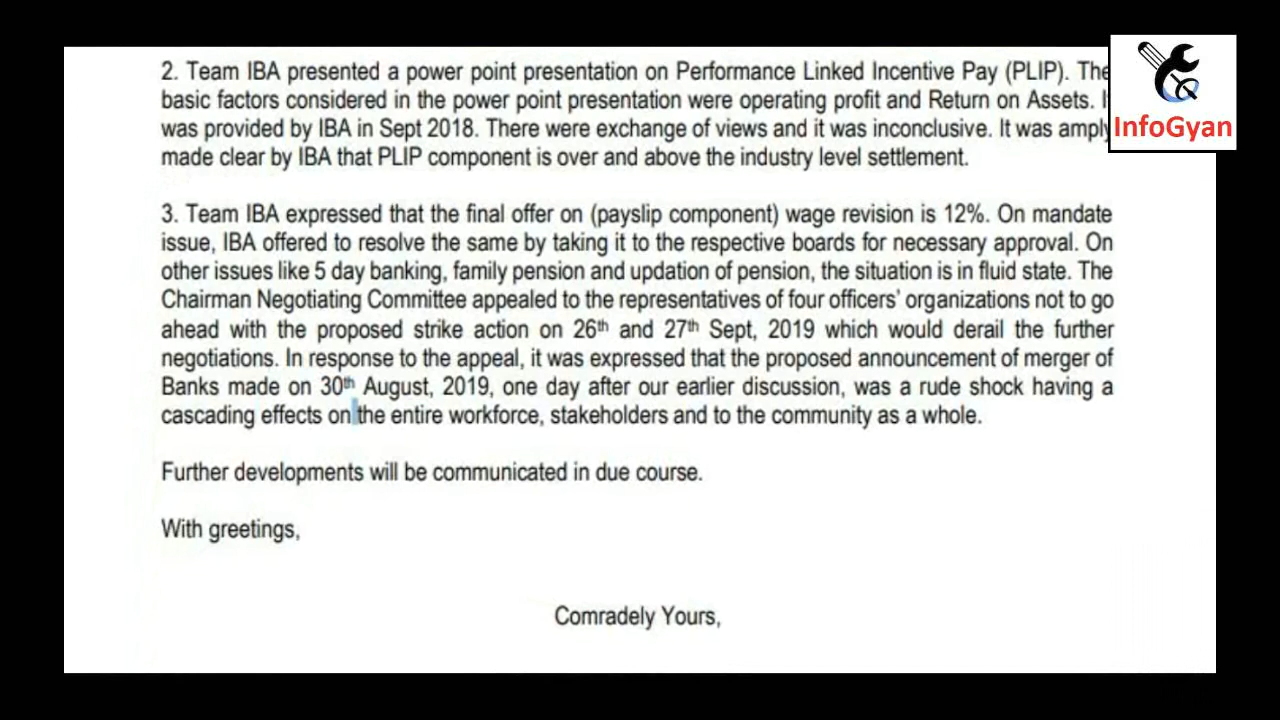 2. Team IBA presented a power point presentation on Performance Linked Incentive Pay (PLIP). The
basic factors considered in the power point presentation were operating profit and Return on Assets.
was provided by IBA in Sept 2018. There were exchange of views and it was inconclusive. It was amply
made clear by IBA that PLIP component is over and above the industry level settlement.
InfoGyan
3. Team IBA expressed that the final offer on (payslip component) wage revision is 12%. On mandate
issue, IBA offered to resolve the same by taking it to the respective boards for necessary approval. On
other issues like 5 day banking, family pension and updation of pension, the situation is in fluid state. The
Chairman Negotiating Committee appealed to the representatives of four officers' organizations not to go
ahead with the proposed strike action on 26th and 27th Sept, 2019 which would derail the further
negotiations. In response to the appeal, it was expressed that the proposed announcement of merger of
Banks made on 30th August, 2019, one day after our earlier discussion, was a rude shock having a
cascading effects on the entire workforce, stakeholders and to the community as a whole.
Further developments will be communicated in due course.
With greetings,
Comradely Yours,